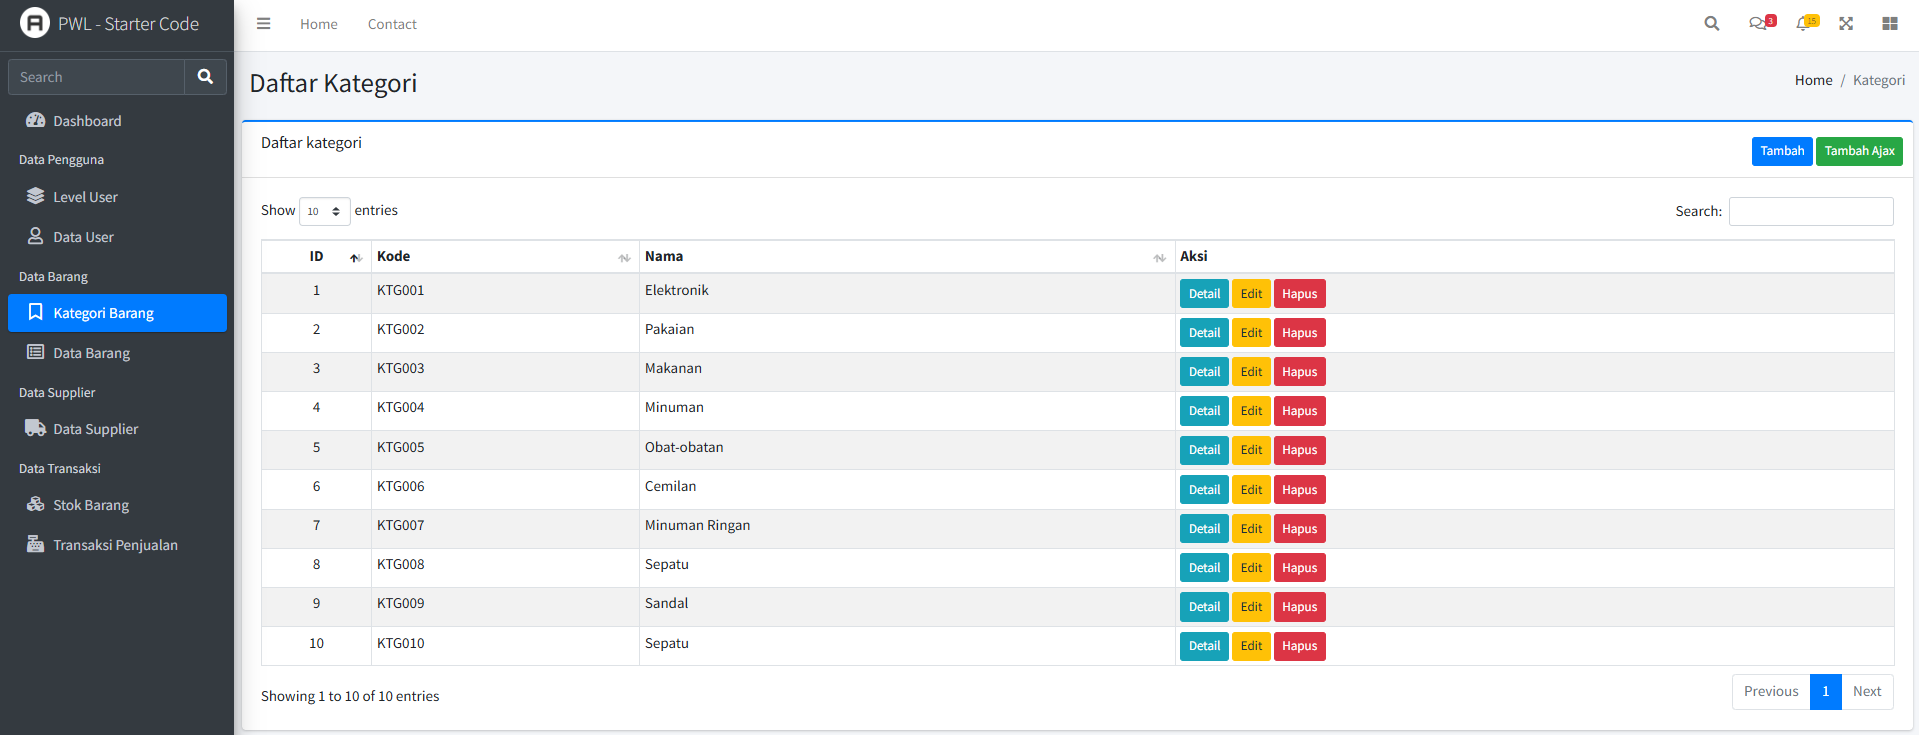 PWL - Starter Code
Home Contact
3 15
Search
Dashboard
Data Pengguna
Level User
Data User
Data Barang
Kategori Barang
Data Barang
Data Supplier
Data Supplier
Data Transaksi
Stok Barang
Transaksi Penjualan
Daftar Kategori
Home / Kategori
Daftar kategori
Tambah Tambah Ajax
Show 10 entries
Search:
ID Kode Nama Aksi
1 KTG001 Elektronik Detail Edit Hapus
2 KTG002 Pakaian Detail Edit Hapus
3 KTG003 Makanan Detail Edit Hapus
4 KTG004 Minuman Detail Edit Hapus
5 KTG005 Obat-obatan Detail Edit Hapus
6 KTG006 Cemilan Detail Edit Hapus
7 KTG007 Minuman Ringan Detail Edit Hapus
8 KTG008 Sepatu Detail Edit Hapus
9 KTG009 Sandal Detail Edit Hapus
10 KTG010 Sepatu Detail Edit Hapus
Showing 1 to 10 of 10 entries
Previous 1 Next